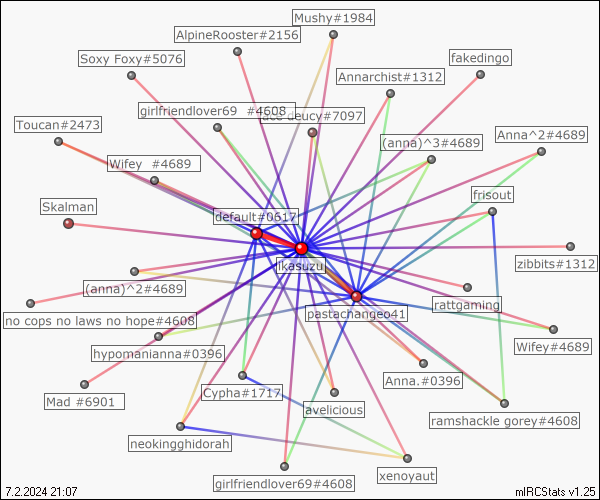 Mushy#1984
AlpineRooster#2156
Soxy Foxy#5076
fakedingo
Annarchist#1312
girlfriendlover69 #4608
deucy#7097
Toucan#2473
Anna^2#4689
(anna)^3#4689
Wifey #4689
frisout
Skalman
default#0617
ikasuzu
zibbits#1312
(anna)^2#4689
rattgaming
pastachangeo41
no cops no laws no hope#4608
Wifey#4689
hypomanianna#0396
Anna.#0396
Cypha#1717
Mad #6901
avelicious
ramshackle gorey#4608
neokingghidorah
xenoyaut
girlfriendlover69#4608
7.2.2024 21:07
mIRCStats v1.25